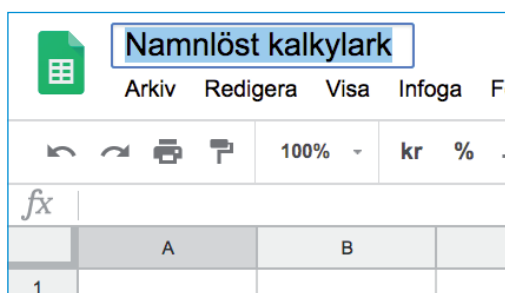 Namnlöst kalkylark
Arkiv Redigera Visa Infoga F
100% kr % .
fx
A B
1